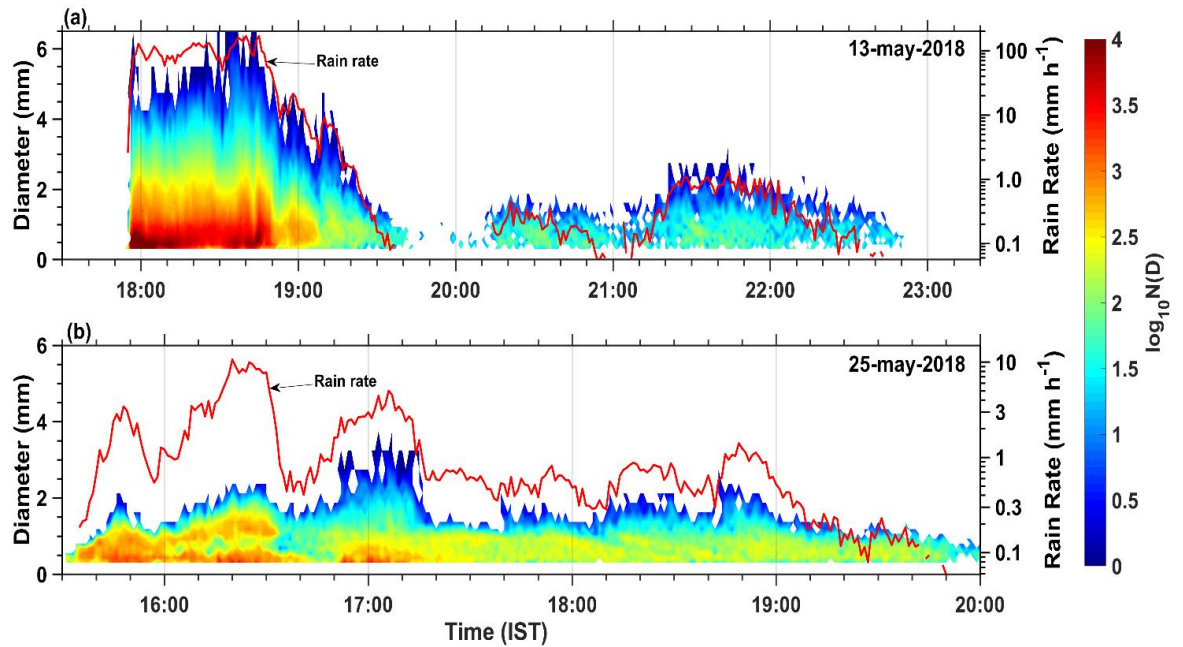 (a)
13-may-2018
Rain rate
Diameter (mm)
6
4
2
0
Rain Rate (mm h⁻¹)
100
10
1.0
0.1
18:00 19:00 20:00 21:00 22:00 23:00
(b)
25-may-2018
Rain rate
Diameter (mm)
6
4
2
0
Rain Rate (mm h⁻¹)
10
3
1
0.3
0.1
16:00 17:00 18:00 19:00 20:00
Time (IST)
4
3.5
3
2.5
2
1.5
1
0.5
0
log₁₀N(D)